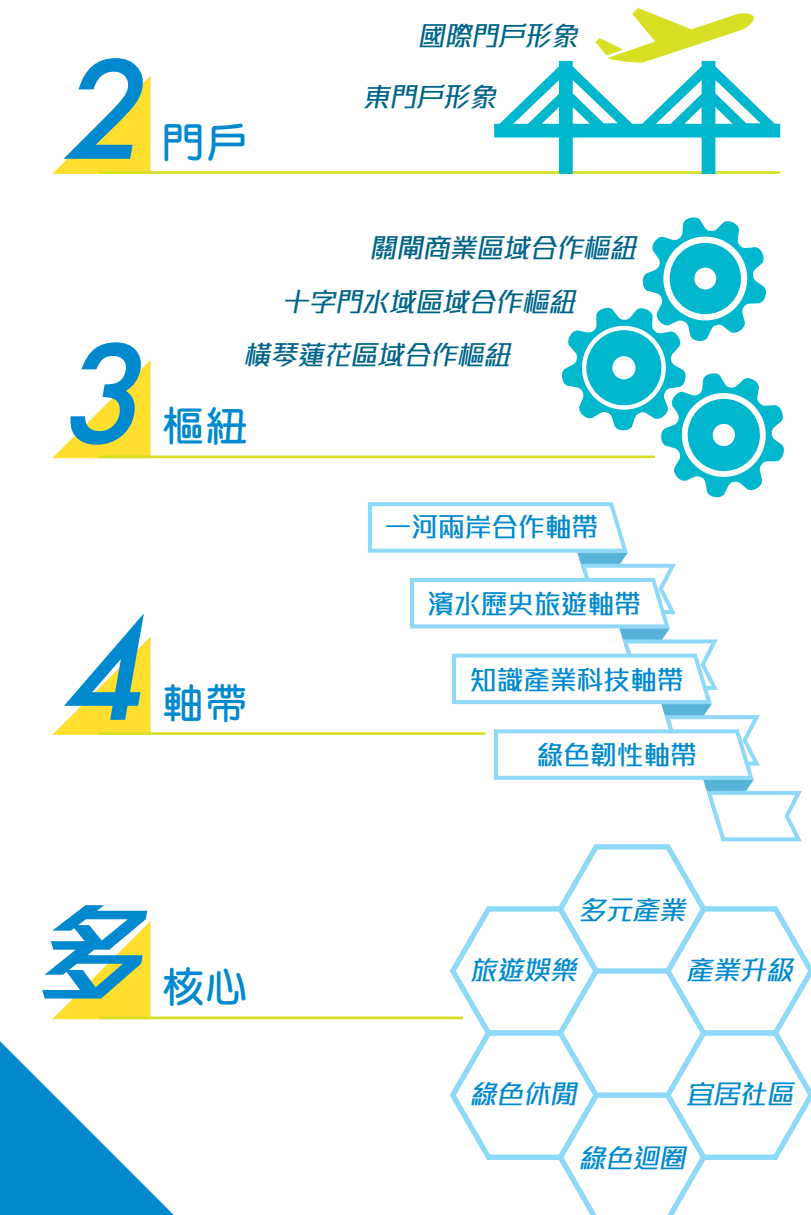 國際門戶形象
東門戶形象
2 門戶
關閘商業區域合作樞紐
十字門水域區域合作樞紐
橫琴蓮花區域合作樞紐
3 樞紐
一河兩岸合作軸帶
濱水歷史旅遊軸帶
知識產業科技軸帶
綠色韌性軸帶
4 軸帶
多 核心
多元產業
旅遊娛樂
產業升級
綠色休閒
宜居社區
綠色迴圈